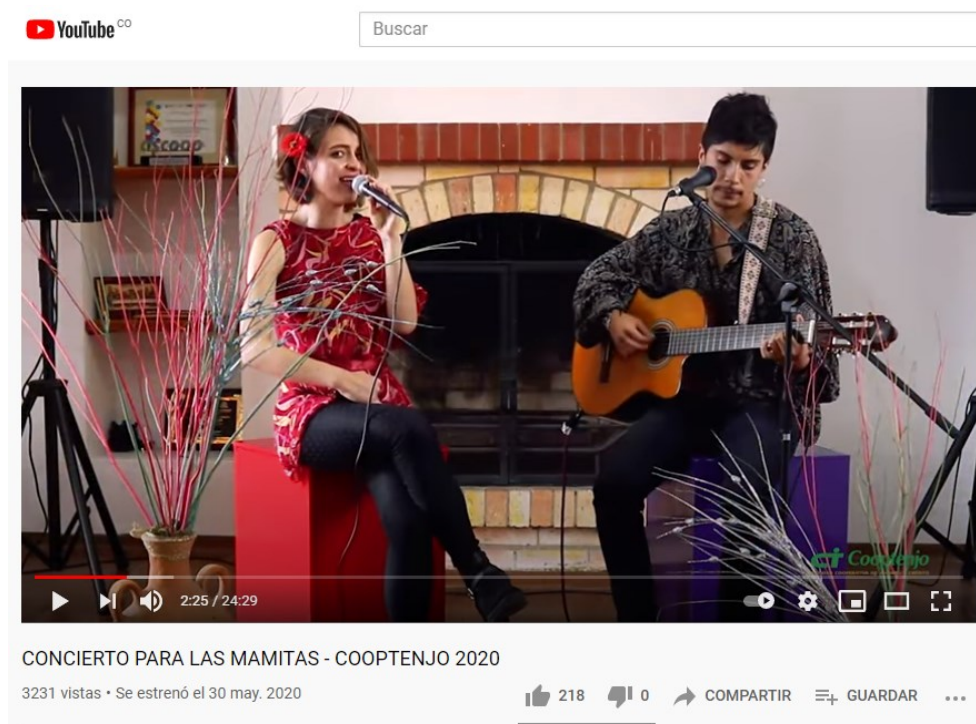 YouTube CO
Buscar
Cooptenjo
2:25 / 24:29
CONCIERTO PARA LAS MAMITAS - COOPTENJO 2020
3231 vistas • Se estrenó el 30 may. 2020
218 0 COMPARTIR GUARDAR